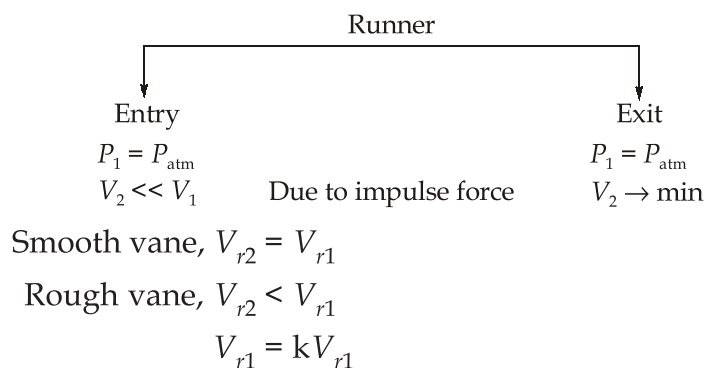 Runner
Entry Exit
P₁ = Pₐₜₘ P₁ = Pₐₜₘ
V₂ << V₁ Due to impulse force V₂ → min
Smooth vane, Vᵣ₂ = Vᵣ₁
Rough vane, Vᵣ₂ < Vᵣ₁
Vᵣ₁ = kVᵣ₁